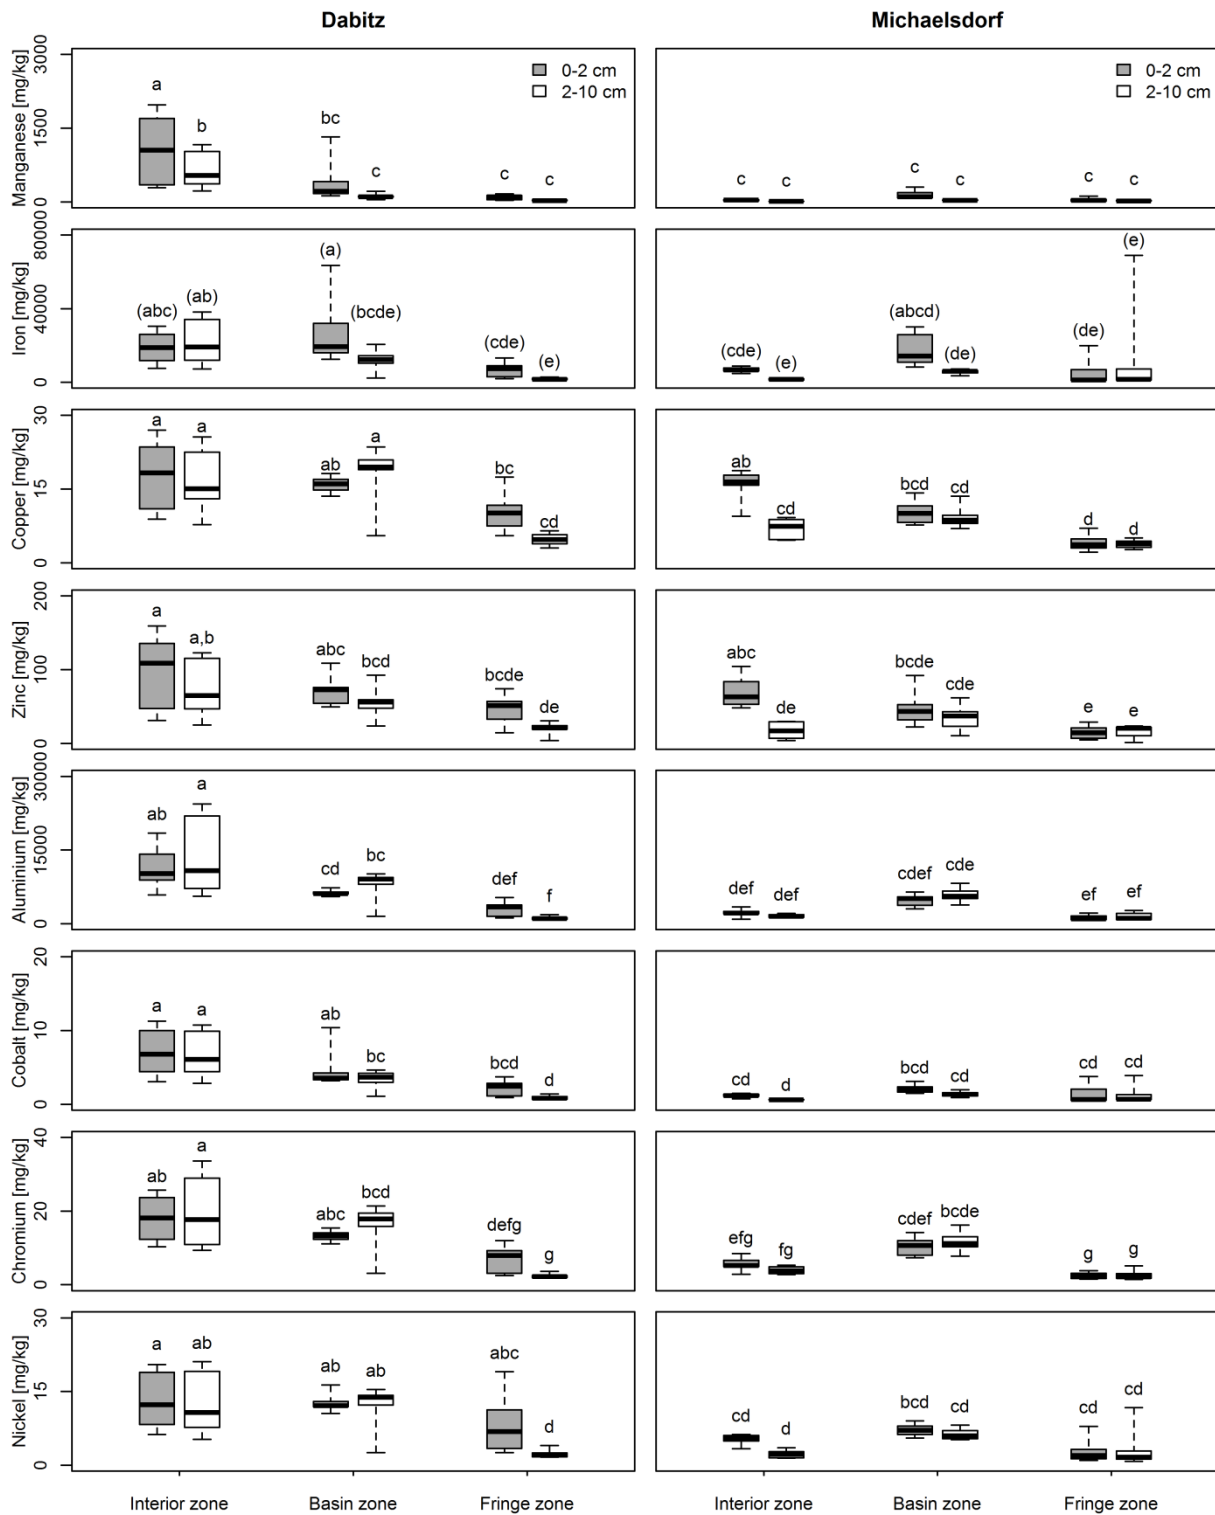 Dabitz Michaelsdorf
Manganese [mg/kg]
0 1500 3000
a b bc c c c
0-2 cm
2-10 cm
c c c c c c
0-2 cm
2-10 cm
Iron [mg/kg]
0 40000 80000
(abc) (ab) (a) (bcde) (cde) (e)
(cde) (e) (abcd) (de) (de) (e)
Copper [mg/kg]
0 15 30
a a ab a bc cd
ab cd bcd cd d d
Zinc [mg/kg]
0 100 200
a a,b abc bcd bcde de
abc de bcde cde e e
Aluminium [mg/kg]
0 15000 30000
ab a cd bc def f
def def cdef cde ef ef
Cobalt [mg/kg]
0 10 20
a a ab bc bcd d
cd d bcd cd cd cd
Chromium [mg/kg]
0 20 40
ab a abc bcd defg g
efg fg cdef bcde g g
Nickel [mg/kg]
0 15 30
a ab ab ab abc d
cd d bcd cd cd cd
Interior zone Basin zone Fringe zone Interior zone Basin zone Fringe zone